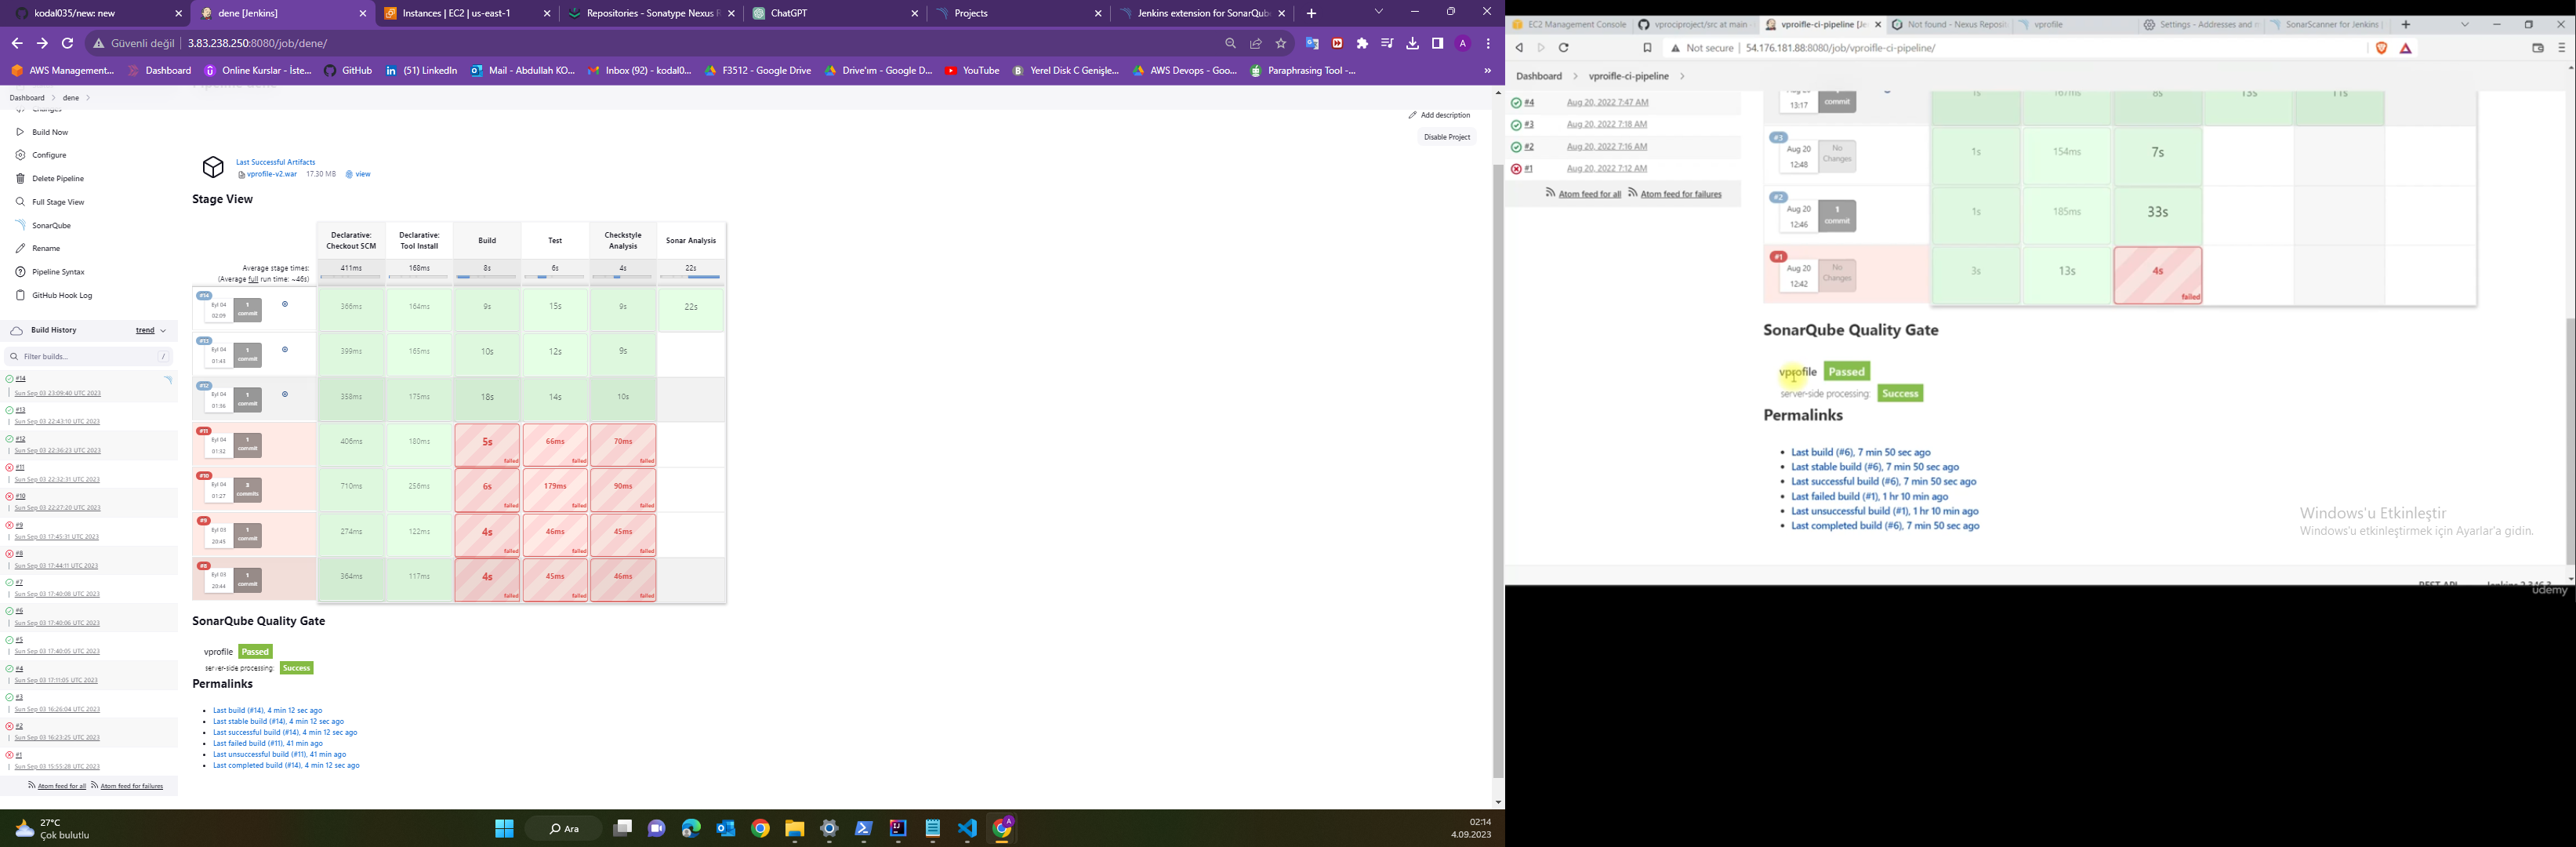 kodal035/new: new
dene [Jenkins]
Instances | EC2 | us-east-1
Repositories - Sonatype Nexus R
ChatGPT
Projects
Jenkins extension for SonarQub
Güvenli değil
3.83.238.250:8080/job/dene/
AWS Management...
Dashboard
Online Kurslar - İste...
GitHub
(51) LinkedIn
Mail - Abdullah KO...
Inbox (92) - kodal0...
F3512 - Google Drive
Drive'ım - Google D...
YouTube
Yerel Disk C Genişle...
AWS Devops - Goo...
Paraphrasing Tool -...
Dashboard > dene >
Changes
Build Now
Configure
Delete Pipeline
Full Stage View
SonarQube
Rename
Pipeline Syntax
GitHub Hook Log
Build History
trend
Filter builds...
/
#14
Sun Sep 03 23:09:40 UTC 2023
#13
Sun Sep 03 22:43:10 UTC 2023
#12
Sun Sep 03 22:36:23 UTC 2023
#11
Sun Sep 03 22:32:31 UTC 2023
#10
Sun Sep 03 22:27:20 UTC 2023
#9
Sun Sep 03 17:45:31 UTC 2023
#8
Sun Sep 03 17:44:11 UTC 2023
#7
Sun Sep 03 17:40:08 UTC 2023
#6
Sun Sep 03 17:40:06 UTC 2023
#5
Sun Sep 03 17:40:05 UTC 2023
#4
Sun Sep 03 17:11:05 UTC 2023
#3
Sun Sep 03 16:26:04 UTC 2023
#2
Sun Sep 03 16:23:25 UTC 2023
#1
Sun Sep 03 15:55:28 UTC 2023
Atom feed for all
Atom feed for failures
Add description
Disable Project
Last Successful Artifacts
vprofile-v2.war 17.30 MB view
Stage View
Declarative: Checkout SCM
Declarative: Tool Install
Build
Test
Checkstyle Analysis
Sonar Analysis
Average stage times:
(Average full run time: ~46s)
411ms 168ms 8s 6s 4s 22s
#14 Eyl 04 02:09 1 commit 366ms 164ms 9s 15s 9s 22s
#13 Eyl 04 01:43 1 commit 399ms 165ms 10s 12s 9s
#12 Eyl 04 01:36 1 commit 358ms 175ms 18s 14s 10s
#11 Eyl 04 01:32 1 commit 406ms 180ms 5s failed 66ms failed 70ms failed
#10 Eyl 04 01:27 3 commits 710ms 256ms 6s failed 179ms failed 90ms failed
#9 Eyl 03 20:45 1 commit 274ms 122ms 4s failed 46ms failed 45ms failed
#8 Eyl 03 20:44 1 commit 364ms 117ms 4s failed 45ms failed 46ms failed
SonarQube Quality Gate
vprofile Passed
server-side processing: Success
Permalinks
Last build (#14), 4 min 12 sec ago
Last stable build (#14), 4 min 12 sec ago
Last successful build (#14), 4 min 12 sec ago
Last failed build (#11), 41 min ago
Last unsuccessful build (#11), 41 min ago
Last completed build (#14), 4 min 12 sec ago
27°C
Çok bulutlu
Ara
02:14
4.09.2023
EC2 Management Console
vprociproject/src at main
vproifle-ci-pipeline [Je
Not found - Nexus Reposi
vprofile
Settings - Addresses and
SonarScanner for Jenkins
Not secure
54.176.181.88:8080/job/vproifle-ci-pipeline/
Dashboard > vproifle-ci-pipeline >
#4 Aug 20, 2022 7:47 AM
#3 Aug 20, 2022 7:18 AM
#2 Aug 20, 2022 7:16 AM
#1 Aug 20, 2022 7:12 AM
Atom feed for all
Atom feed for failures
13:17 commit
#3 Aug 20 12:48 No Changes 1s 154ms 7s
#2 Aug 20 12:46 1 commit 1s 185ms 33s
#1 Aug 20 12:42 No Changes 3s 13s 4s failed
SonarQube Quality Gate
vprofile Passed
server-side processing: Success
Permalinks
Last build (#6), 7 min 50 sec ago
Last stable build (#6), 7 min 50 sec ago
Last successful build (#6), 7 min 50 sec ago
Last failed build (#1), 1 hr 10 min ago
Last unsuccessful build (#1), 1 hr 10 min ago
Last completed build (#6), 7 min 50 sec ago
Windows'u Etkinleştir
Windows'u etkinleştirmek için Ayarlar'a gidin.
udemy